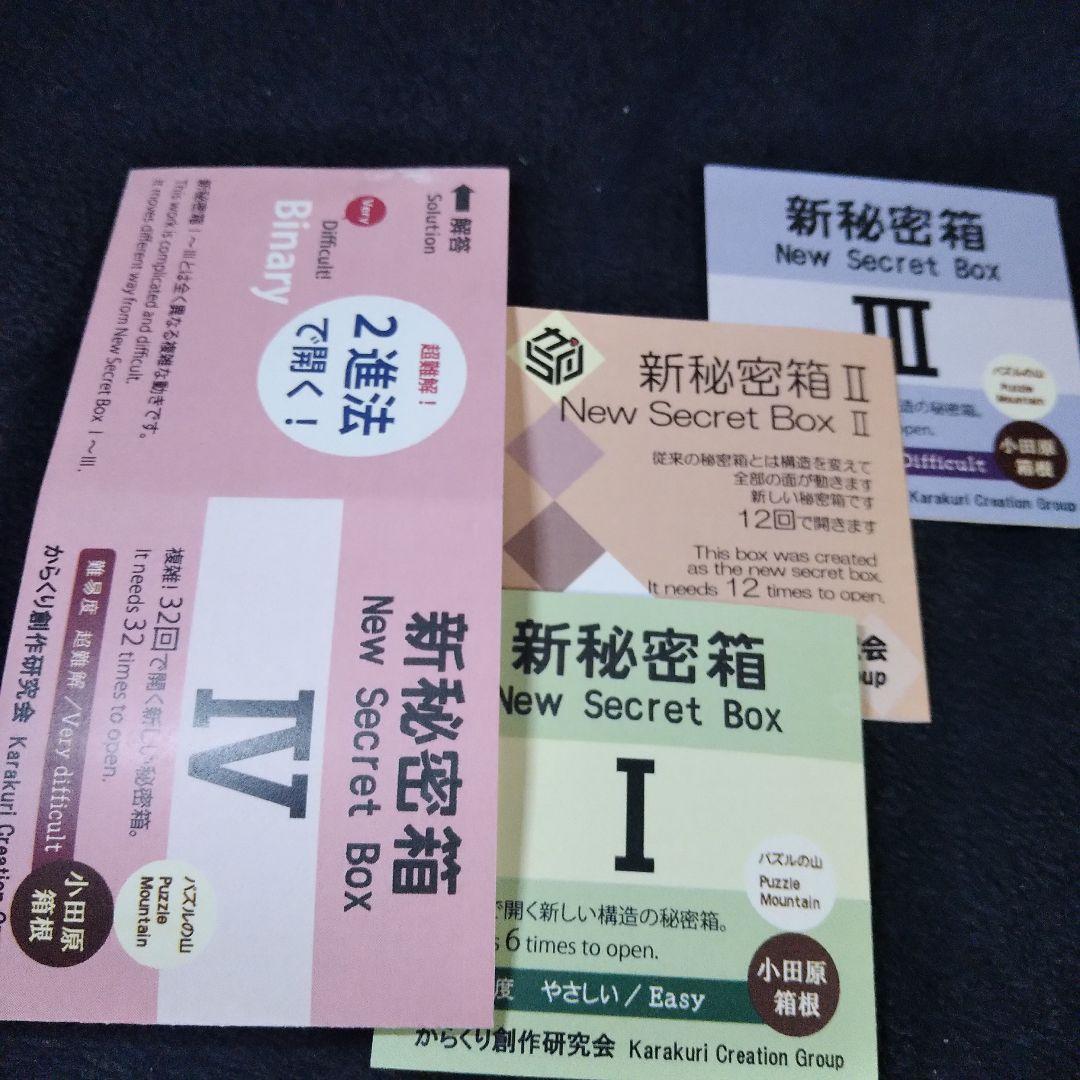 解答
Solution
Very
Difficult!
Binary
超難解！
2進法
で開く！
新秘密箱Ⅰ～Ⅲとは全く異なる複雑な動きです。
This work is complicated and difficult.
It moves different way from New Secret Box Ⅰ～Ⅲ.
新秘密箱
New Secret Box
Ⅳ
複雑！32回で開く新しい秘密箱。
It needs 32 times to open.
難易度 超難解／Very difficult
からくり創作研究会 Karakuri Creation
パズルの山
Puzzle
Mountain
小田原
箱根
新秘密箱
New Secret Box
Ⅲ
パズルの山
Puzzle
Mountain
造の秘密箱。
open.
Difficult
小田原
箱根
Karakuri Creation Group
新秘密箱Ⅱ
New Secret Box Ⅱ
従来の秘密箱とは構造を変えて
全部の面が動きます
新しい秘密箱です
12回で開きます
This box was created
as the new secret box.
It needs 12 times to open.
会
新秘密箱
New Secret Box
Ⅰ
パズルの山
Puzzle
Mountain
で開く新しい構造の秘密箱。
6 times to open.
度 やさしい／Easy
小田原
箱根
からくり創作研究会 Karakuri Creation Group